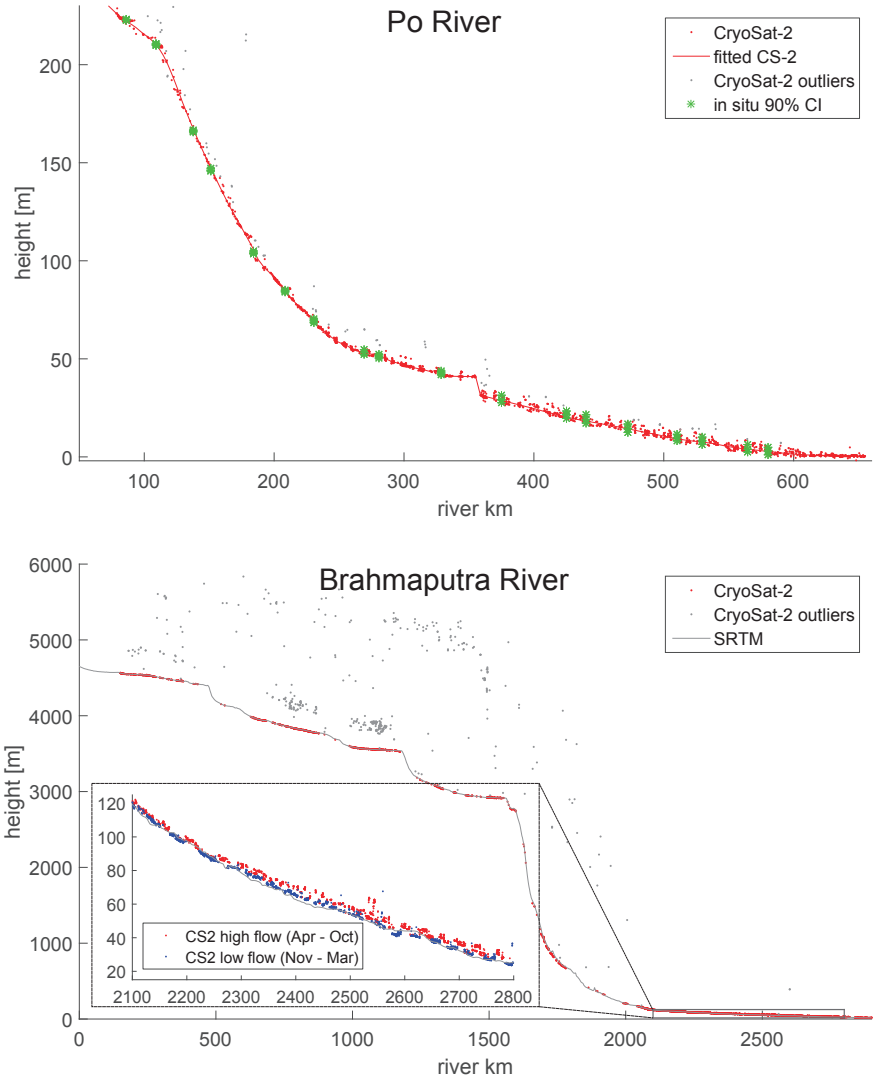 Po River
CryoSat-2
fitted CS-2
CryoSat-2 outliers
in situ 90% CI
200
150
100
50
0
height [m]
100 200 300 400 500 600
river km
Brahmaputra River
CryoSat-2
CryoSat-2 outliers
SRTM
6000
5000
4000
3000
2000
1000
0
height [m]
120
100
80
60
40
20
CS2 high flow (Apr - Oct)
CS2 low flow (Nov - Mar)
2100 2200 2300 2400 2500 2600 2700 2800
0 500 1000 1500 2000 2500
river km